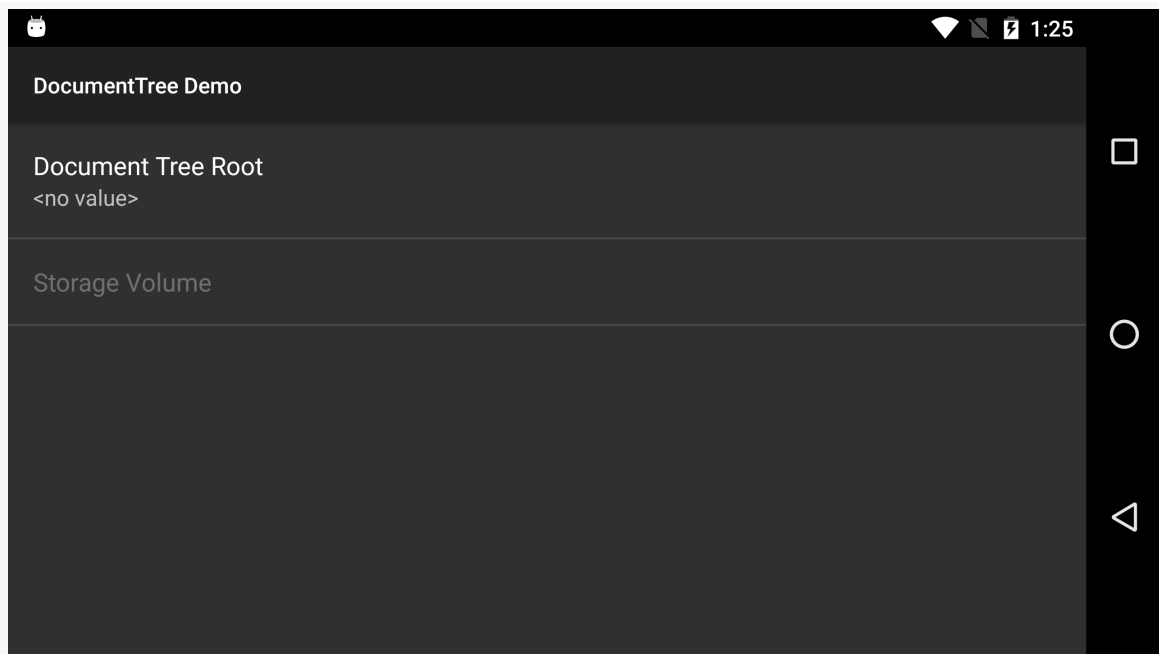 1:25
DocumentTree Demo
Document Tree Root
<no value>
Storage Volume